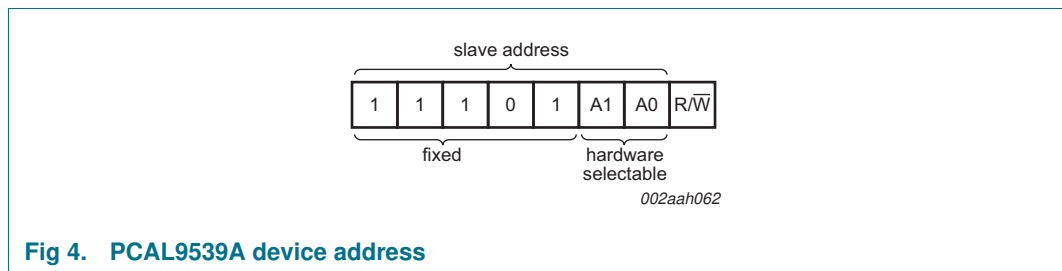 slave address
1 1 1 0 1 A1 A0 R/W̅
fixed
hardware
selectable
002aah062
Fig 4. PCAL9539A device address